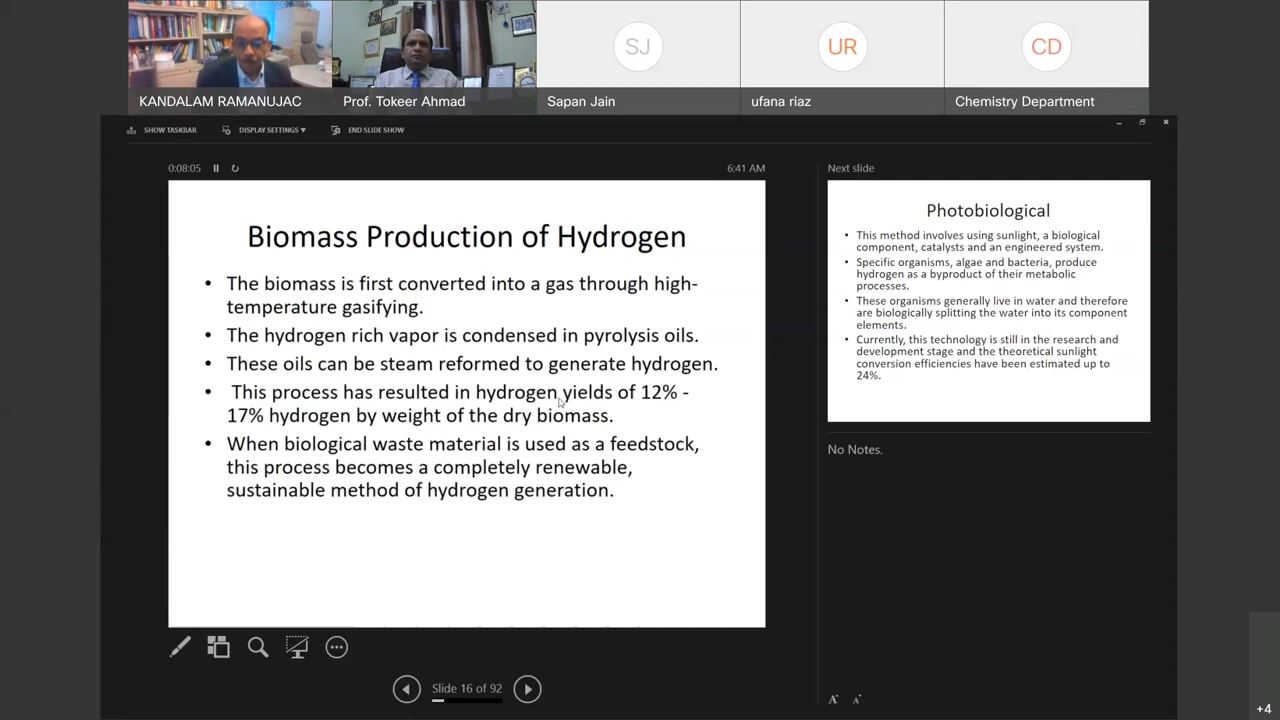 SJ
UR
CD
KANDALAM RAMANUJAC
Prof. Tokeer Ahmad
Sapan Jain
ufana riaz
Chemistry Department
SHOW TASKBAR
DISPLAY SETTINGS ▾
END SLIDE SHOW
0:08:05
6:41 AM
Biomass Production of Hydrogen
• The biomass is first converted into a gas through high-
temperature gasifying.
• The hydrogen rich vapor is condensed in pyrolysis oils.
• These oils can be steam reformed to generate hydrogen.
• This process has resulted in hydrogen yields of 12% -
17% hydrogen by weight of the dry biomass.
• When biological waste material is used as a feedstock,
this process becomes a completely renewable,
sustainable method of hydrogen generation.
Slide 16 of 92
Next slide
Photobiological
• This method involves using sunlight, a biological
component, catalysts and an engineered system.
• Specific organisms, algae and bacteria, produce
hydrogen as a byproduct of their metabolic
processes.
• These organisms generally live in water and therefore
are biologically splitting the water into its component
elements.
• Currently, this technology is still in the research and
development stage and the theoretical sunlight
conversion efficiencies have been estimated up to
24%.
No Notes.
A A
+4